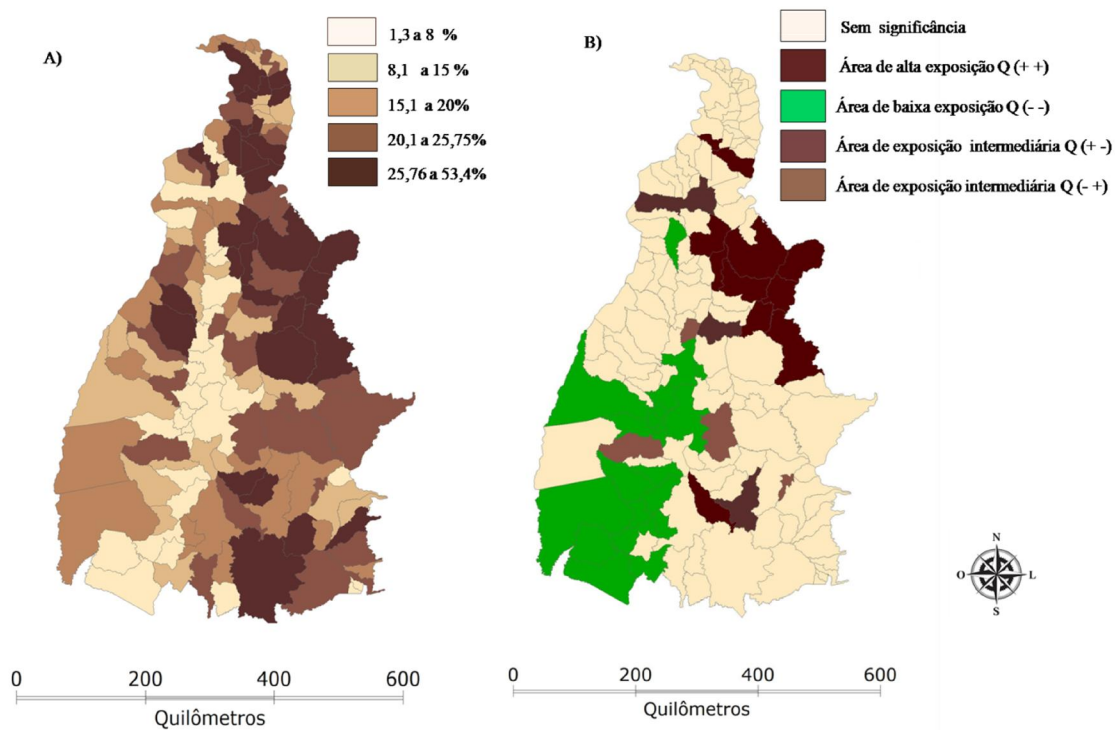 A)
1,3 a 8 %
8,1 a 15 %
15,1 a 20%
20,1 a 25,75%
25,76 a 53,4%
0 200 400 600
Quilômetros
B)
Sem significância
Área de alta exposição Q (+ +)
Área de baixa exposição Q (- -)
Área de exposição intermediária Q (+ -)
Área de exposição intermediária Q (- +)
N
O L
S
0 200 400 600
Quilômetros